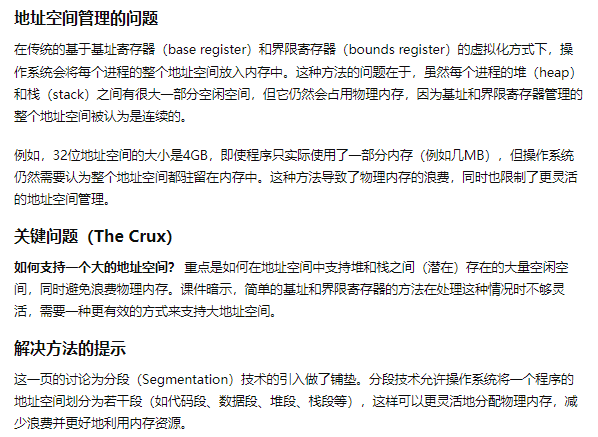 地址空间管理的问题
在传统的基于基址寄存器（base register）和界限寄存器（bounds register）的虚拟化方式下，操
作系统会将每个进程的整个地址空间放入内存中。这种方法的问题在于，虽然每个进程的堆（heap）
和栈（stack）之间有很大一部分空闲空间，但它仍然会占用物理内存，因为基址和界限寄存器管理的
整个地址空间被认为是连续的。
例如，32位地址空间的大小是4GB，即使程序只实际使用了一部分内存（例如几MB），但操作系统
仍然需要认为整个地址空间都驻留在内存中。这种方法导致了物理内存的浪费，同时也限制了更灵活
的地址空间管理。
关键问题（The Crux）
如何支持一个大的地址空间？ 重点是如何在地址空间中支持堆和栈之间（潜在）存在的大量空闲空
间，同时避免浪费物理内存。课件暗示，简单的基址和界限寄存器的方法在处理这种情况时不够灵
活，需要一种更有效的方式来支持大地址空间。
解决方法的提示
这一页的讨论为分段（Segmentation）技术的引入做了铺垫。分段技术允许操作系统将一个程序的
地址空间划分为若干段（如代码段、数据段、堆段、栈段等），这样可以更灵活地分配物理内存，减
少浪费并更好地利用内存资源。